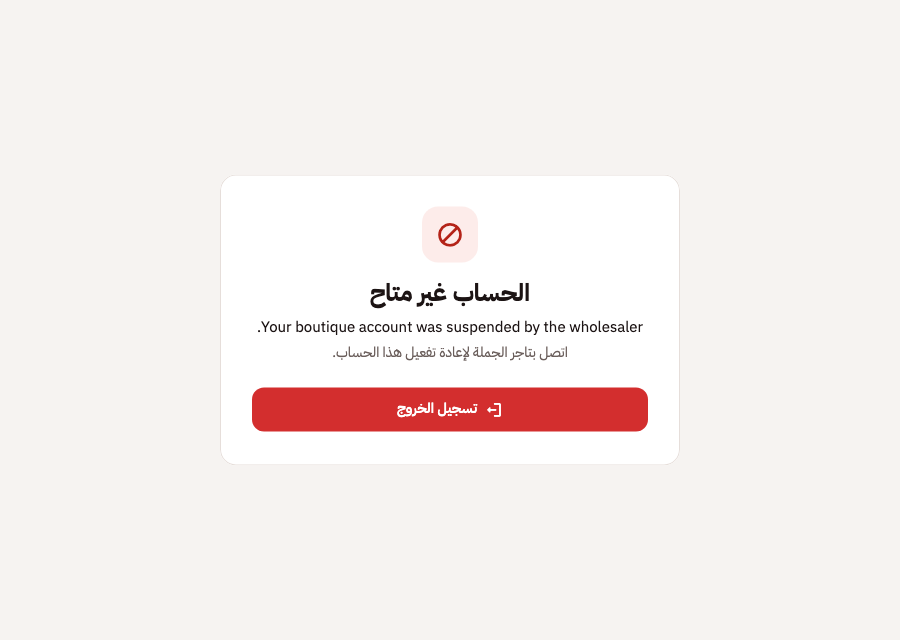 الحساب غير متاح
Your boutique account was suspended by the wholesaler.
اتصل بتاجر الجملة لإعادة تفعيل هذا الحساب.
تسجيل الخروج